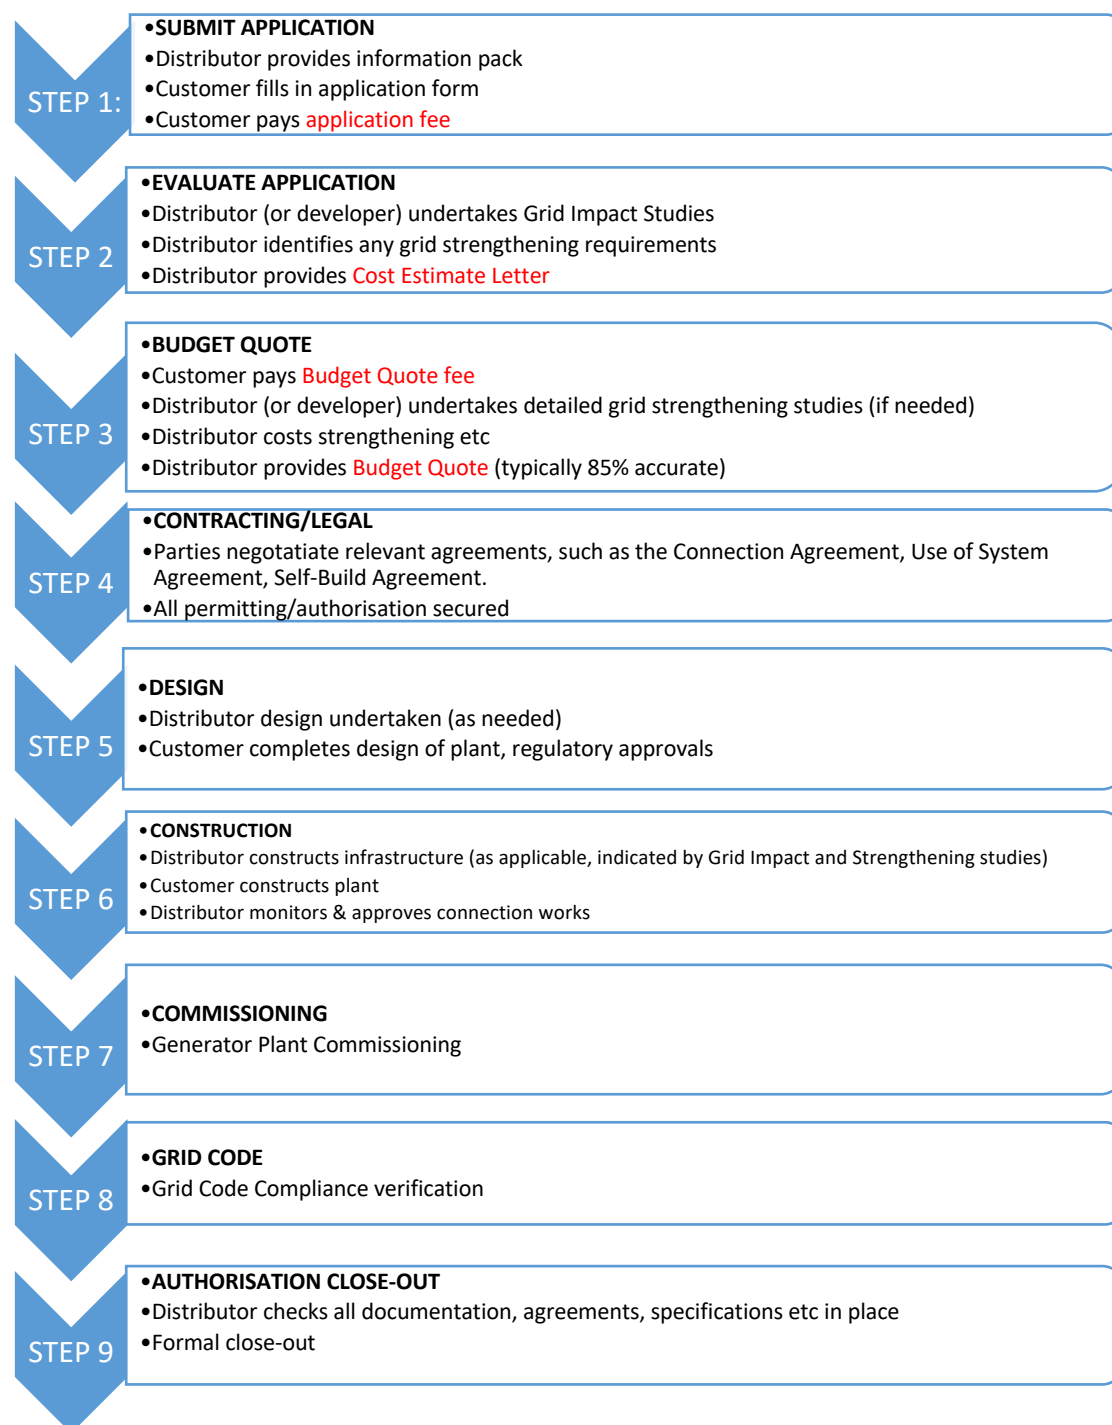 STEP 1:
•SUBMIT APPLICATION
•Distributor provides information pack
•Customer fills in application form
•Customer pays application fee
STEP 2
•EVALUATE APPLICATION
•Distributor (or developer) undertakes Grid Impact Studies
•Distributor identifies any grid strengthening requirements
•Distributor provides Cost Estimate Letter
STEP 3
•BUDGET QUOTE
•Customer pays Budget Quote fee
•Distributor (or developer) undertakes detailed grid strengthening studies (if needed)
•Distributor costs strengthening etc
•Distributor provides Budget Quote (typically 85% accurate)
STEP 4
•CONTRACTING/LEGAL
•Parties negotatiate relevant agreements, such as the Connection Agreement, Use of System
Agreement, Self-Build Agreement.
•All permitting/authorisation secured
STEP 5
•DESIGN
•Distributor design undertaken (as needed)
•Customer completes design of plant, regulatory approvals
STEP 6
•CONSTRUCTION
•Distributor constructs infrastructure (as applicable, indicated by Grid Impact and Strengthening studies)
•Customer constructs plant
•Distributor monitors & approves connection works
STEP 7
•COMMISSIONING
•Generator Plant Commissioning
STEP 8
•GRID CODE
•Grid Code Compliance verification
STEP 9
•AUTHORISATION CLOSE-OUT
•Distributor checks all documentation, agreements, specifications etc in place
•Formal close-out